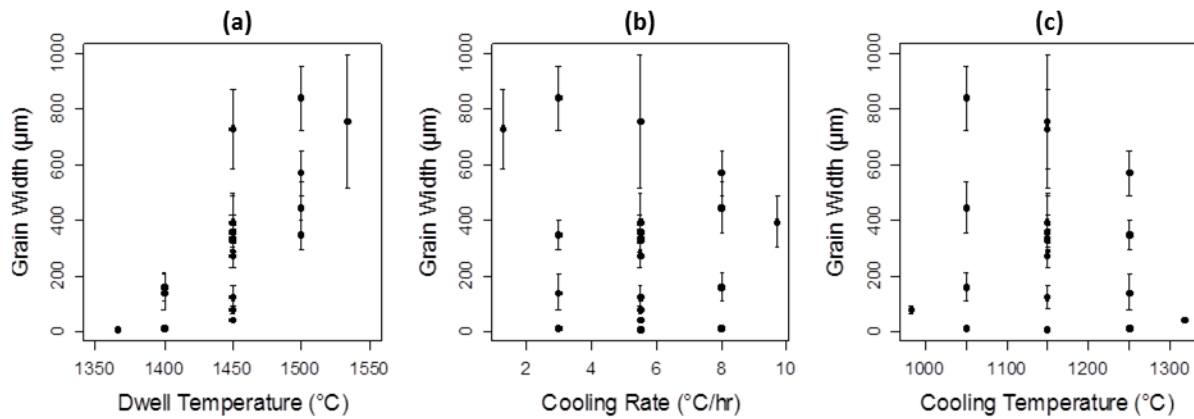 (a)
1000
800
600
400
200
0
Grain Width (µm)
1350 1400 1450 1500 1550
Dwell Temperature (°C)
(b)
1000
800
600
400
200
0
Grain Width (µm)
2 4 6 8 10
Cooling Rate (°C/hr)
(c)
1000
800
600
400
200
0
Grain Width (µm)
1000 1100 1200 1300
Cooling Temperature (°C)